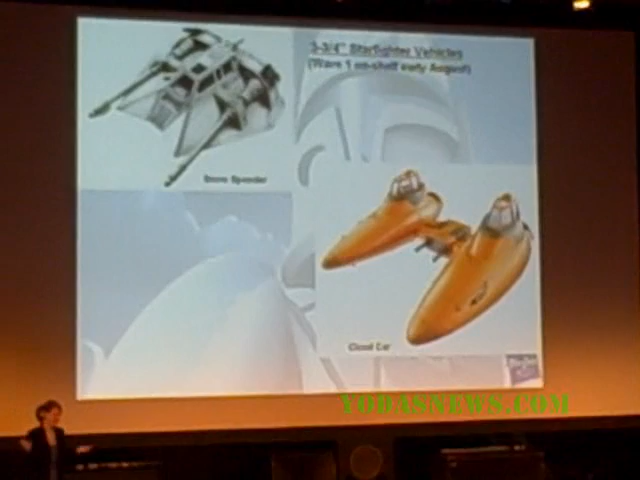 3-3/4" Starfighter Vehicles
(Wave 1 on-shelf early August)
Snow Speeder
Cloud Car
YODASNEWS.COM